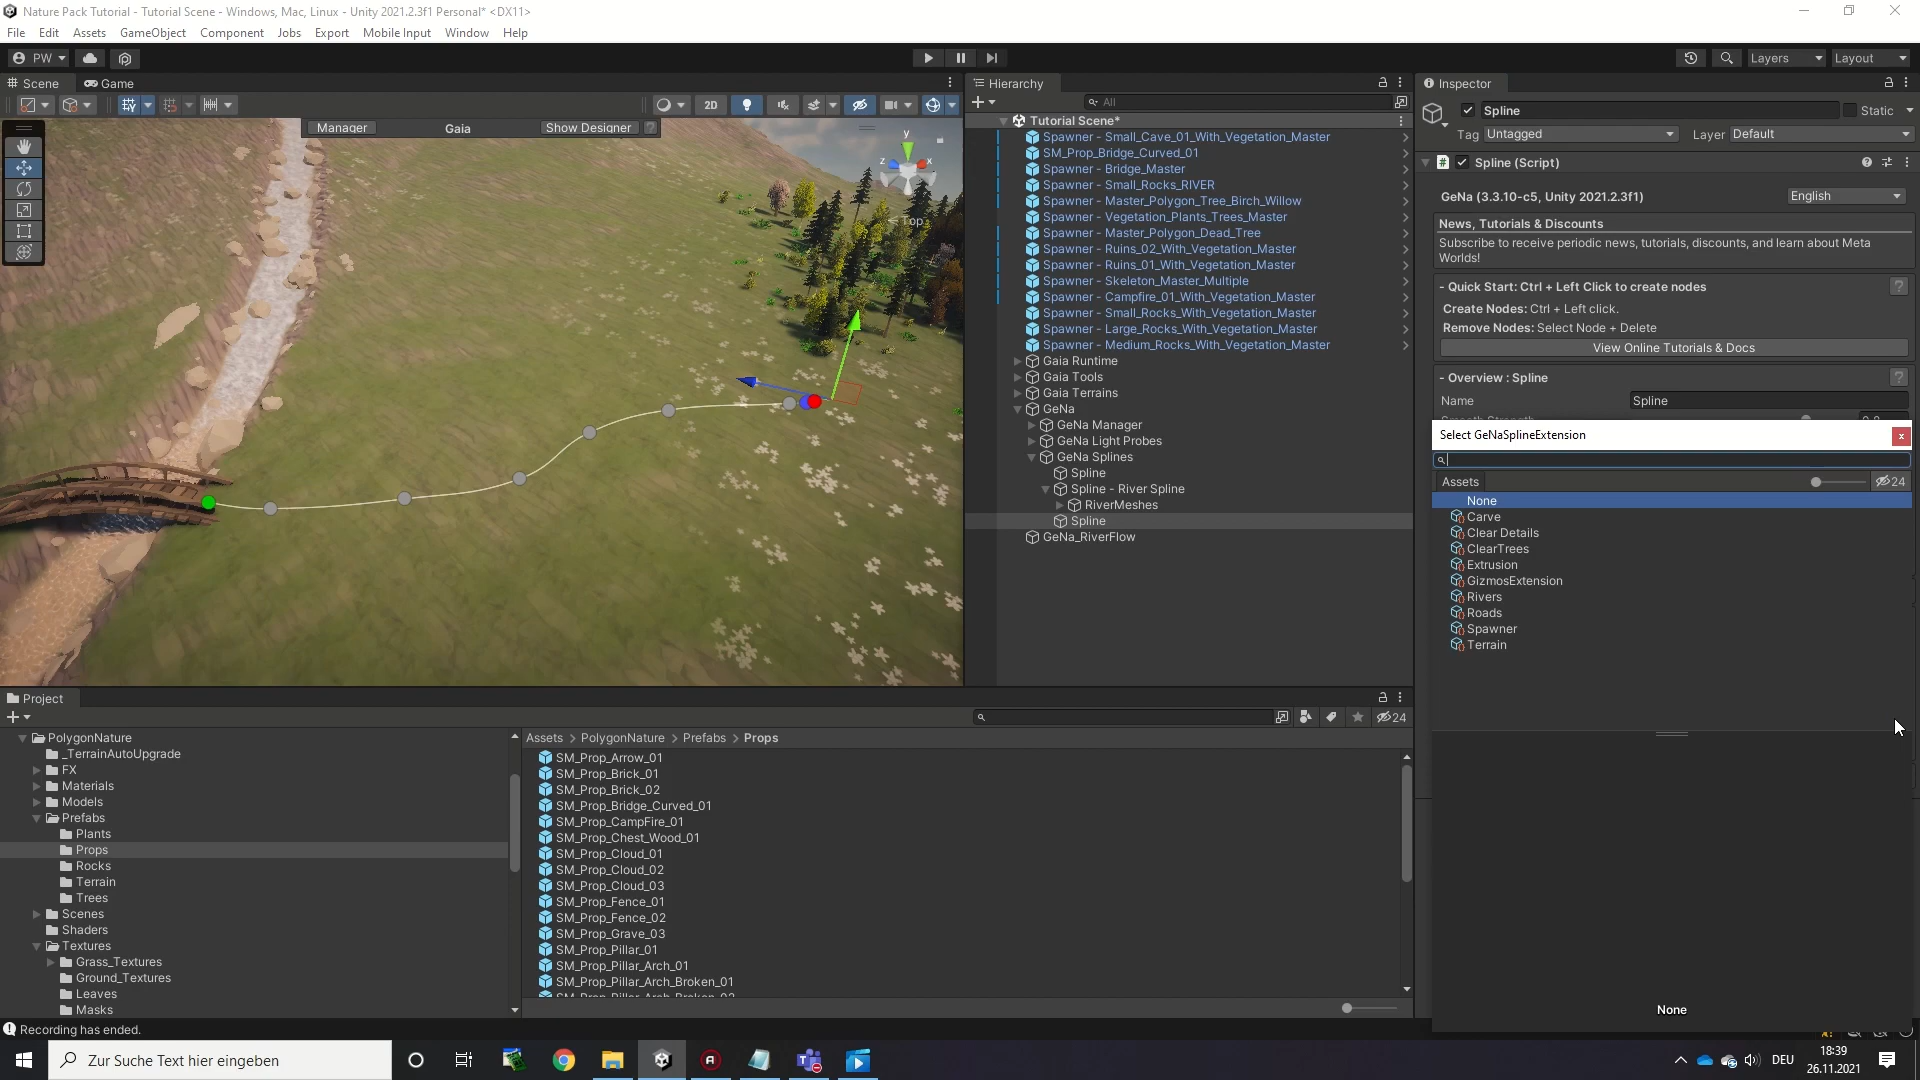 Nature Pack Tutorial - Tutorial Scene - Windows, Mac, Linux - Unity 2021.2.3f1 Personal* <DX11>
File Edit Assets GameObject Component Jobs Export Mobile Input Window Help
PW Layers Layout
Scene Game
2D
Manager Gaia Show Designer ?
y
z x
< Top
Hierarchy
All
Tutorial Scene*
Spawner - Small_Cave_01_With_Vegetation_Master
SM_Prop_Bridge_Curved_01
Spawner - Bridge_Master
Spawner - Small_Rocks_RIVER
Spawner - Master_Polygon_Tree_Birch_Willow
Spawner - Vegetation_Plants_Trees_Master
Spawner - Master_Polygon_Dead_Tree
Spawner - Ruins_02_With_Vegetation_Master
Spawner - Ruins_01_With_Vegetation_Master
Spawner - Skeleton_Master_Multiple
Spawner - Campfire_01_With_Vegetation_Master
Spawner - Small_Rocks_With_Vegetation_Master
Spawner - Large_Rocks_With_Vegetation_Master
Spawner - Medium_Rocks_With_Vegetation_Master
Gaia Runtime
Gaia Tools
Gaia Terrains
GeNa
GeNa Manager
GeNa Light Probes
GeNa Splines
Spline
Spline - River Spline
RiverMeshes
Spline
GeNa_RiverFlow
Inspector
Spline Static
Tag Untagged Layer Default
# Spline (Script)
GeNa (3.3.10-c5, Unity 2021.2.3f1) English
News, Tutorials & Discounts
Subscribe to receive periodic news, tutorials, discounts, and learn about Meta
Worlds!
- Quick Start: Ctrl + Left Click to create nodes ?
Create Nodes: Ctrl + Left click.
Remove Nodes: Select Node + Delete
View Online Tutorials & Docs
- Overview : Spline ?
Name Spline
Select GeNaSplineExtension x
Assets 24
None
Carve
Clear Details
ClearTrees
Extrusion
GizmosExtension
Rivers
Roads
Spawner
Terrain
None
Project
24
PolygonNature
_TerrainAutoUpgrade
FX
Materials
Models
Prefabs
Plants
Props
Rocks
Terrain
Trees
Scenes
Shaders
Textures
Grass_Textures
Ground_Textures
Leaves
Masks
Assets > PolygonNature > Prefabs > Props
SM_Prop_Arrow_01
SM_Prop_Brick_01
SM_Prop_Brick_02
SM_Prop_Bridge_Curved_01
SM_Prop_CampFire_01
SM_Prop_Chest_Wood_01
SM_Prop_Cloud_01
SM_Prop_Cloud_02
SM_Prop_Cloud_03
SM_Prop_Fence_01
SM_Prop_Fence_02
SM_Prop_Grave_03
SM_Prop_Pillar_01
SM_Prop_Pillar_Arch_01
SM_Prop_Pillar_Arch_Broken_01
Recording has ended.
Zur Suche Text hier eingeben
DEU
18:39
26.11.2021